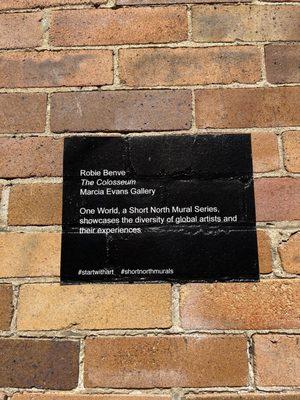 Robie Benve
The Colosseum
Marcia Evans Gallery
One World, a Short North Mural Series,
showcases the diversity of global artists and
their experiences
#startwithart #shortnorthmurals